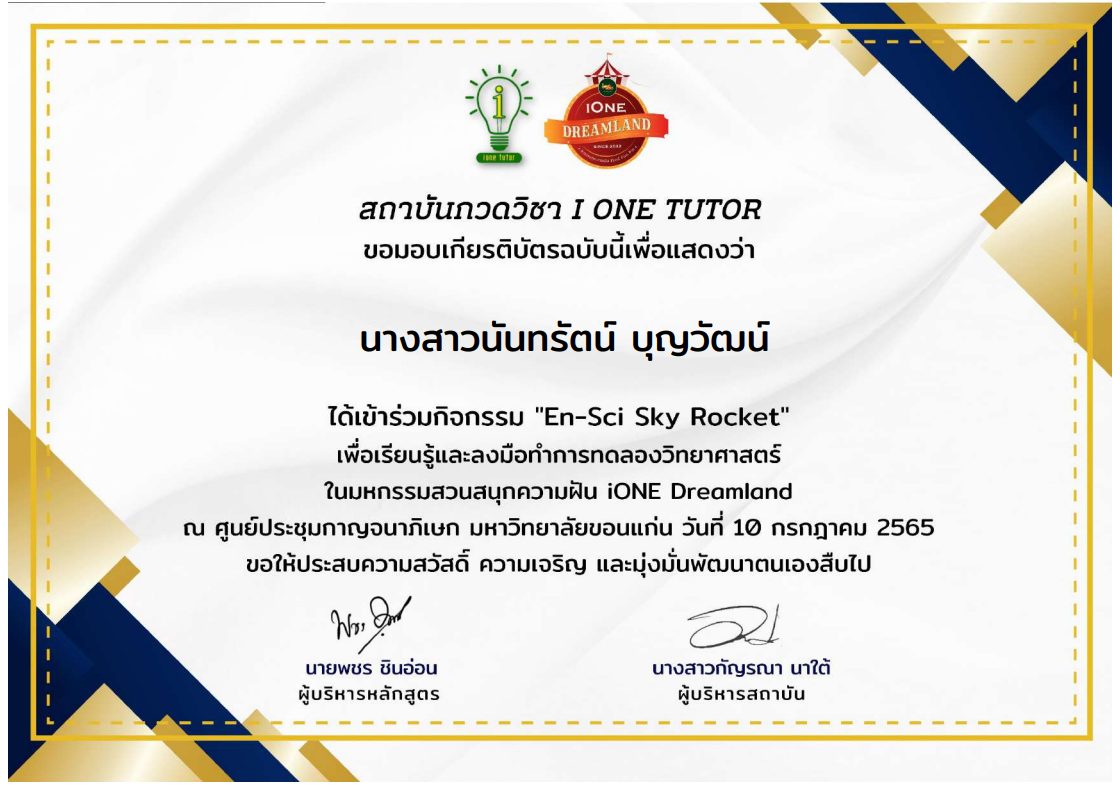 i
ione tutor
IONE
DREAMLAND
SINCE 2022
สถาบันกวดวิชา I ONE TUTOR
ขอมอบเกียรติบัตรฉบับนี้เพื่อแสดงว่า
นางสาวนันทรัตน์ บุญวัฒน์
ได้เข้าร่วมกิจกรรม "En-Sci Sky Rocket"
เพื่อเรียนรู้และลงมือทำการทดลองวิทยาศาสตร์
ในมหกรรมสวนสนุกความฝัน iONE Dreamland
ณ ศูนย์ประชุมกาญจนาภิเษก มหาวิทยาลัยขอนแก่น วันที่ 10 กรกฎาคม 2565
ขอให้ประสบความสวัสดิ์ ความเจริญ และมุ่งมั่นพัฒนาตนเองสืบไป
นายพชร ชินอ่อน
ผู้บริหารหลักสูตร
นางสาวกัญรณา นาใต้
ผู้บริหารสถาบัน